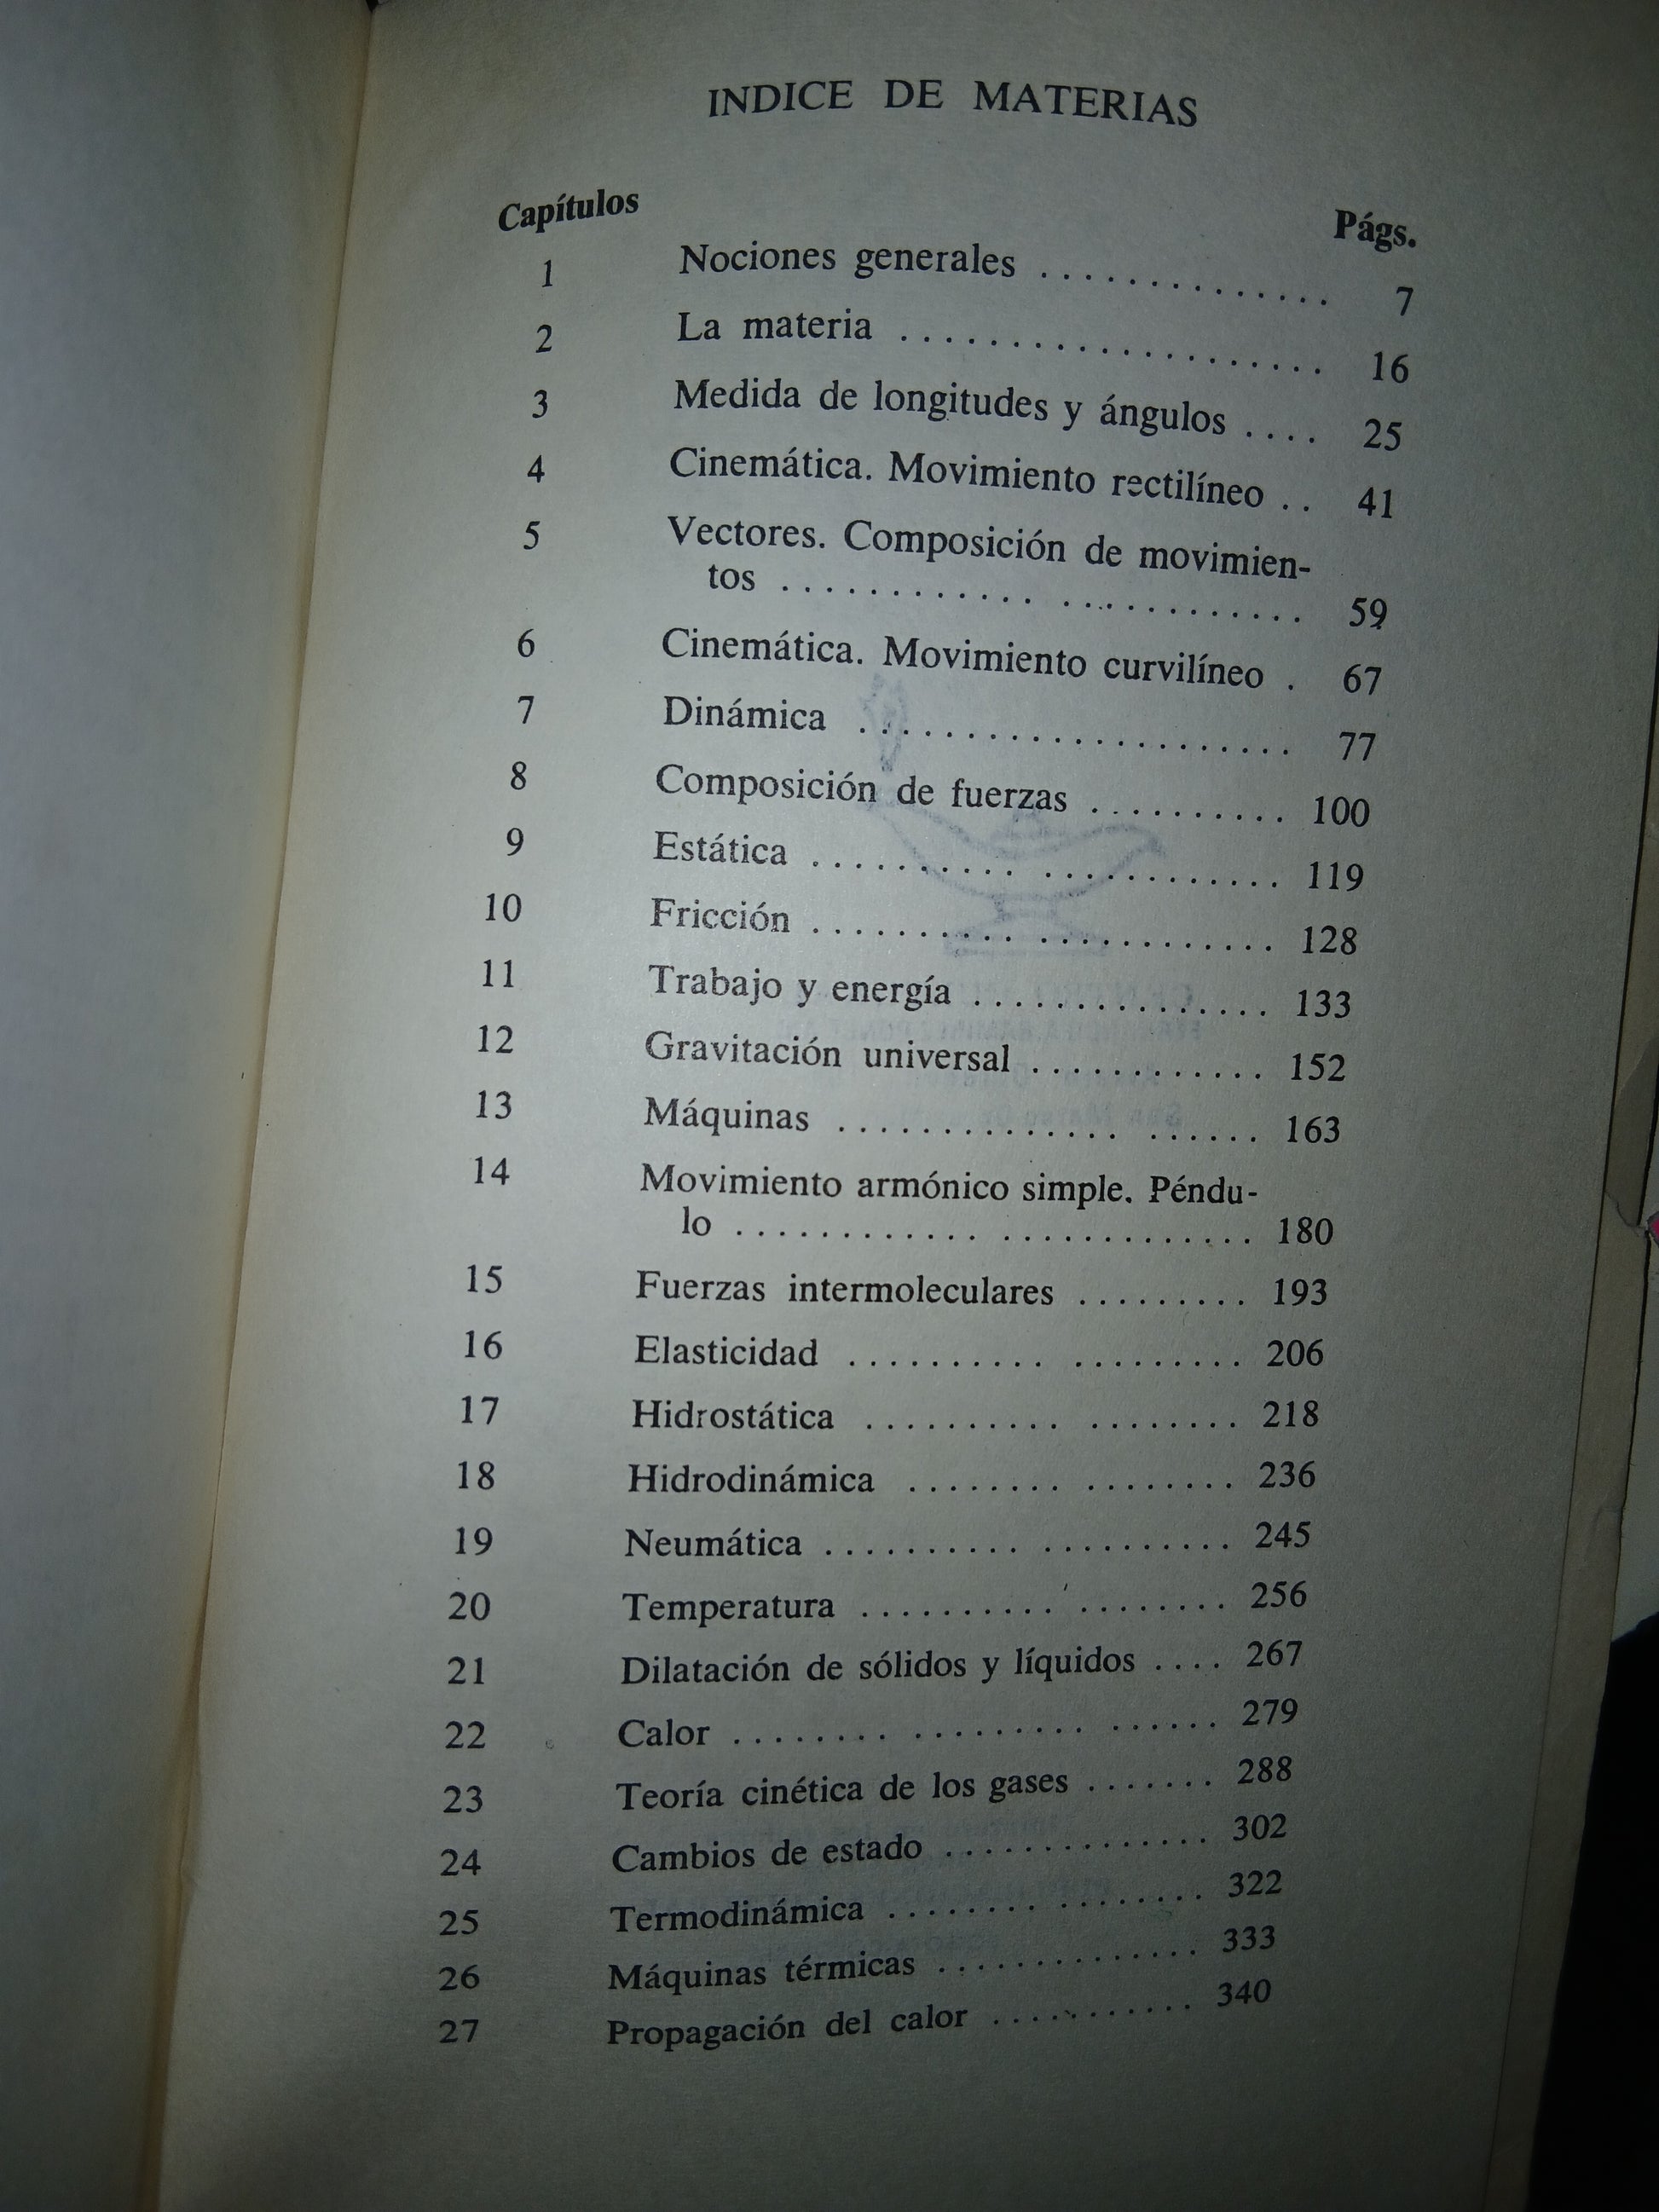 INDICE DE MATERIAS
Capítulos Págs.
1 Nociones generales .............. 7
2 La materia .................... 16
3 Medida de longitudes y ángulos .... 25
4 Cinemática. Movimiento rectilíneo .. 41
5 Vectores. Composición de movimien-
tos ...................... 59
6 Cinemática. Movimiento curvilíneo . 67
7 Dinámica .................... 77
8 Composición de fuerzas .......... 100
9 Estática ..................... 119
10 Fricción ..................... 128
11 Trabajo y energía .............. 133
12 Gravitación universal ............ 152
13 Máquinas .................... 163
14 Movimiento armónico simple. Péndu-
lo ....................... 180
15 Fuerzas intermoleculares ......... 193
16 Elasticidad ................... 206
17 Hidrostática .................. 218
18 Hidrodinámica ................ 236
19 Neumática .................... 245
20 Temperatura .................. 256
21 Dilatación de sólidos y líquidos .... 267
22 Calor ....................... 279
23 Teoría cinética de los gases ....... 288
24 Cambios de estado .............. 302
25 Termodinámica ................ 322
26 Máquinas térmicas .............. 333
27 Propagación del calor ........... 340